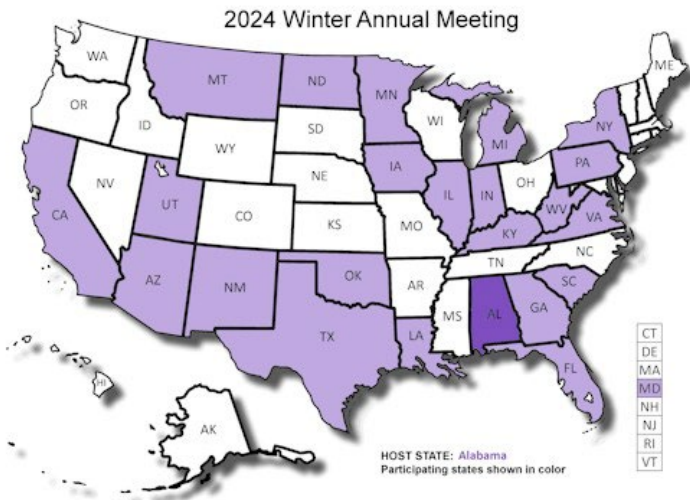 2024 Winter Annual Meeting
WA
MT
ND
MN
ME
OR
ID
SD
WI
MI
NY
WY
IA
PA
NE
NV
UT
CO
IL
IN
OH
WV
VA
CA
KS
MO
KY
NC
TN
AZ
NM
OK
AR
SC
MS
AL
GA
TX
LA
FL
CT
DE
MA
MD
NH
NJ
RI
VT
HI
AK
HOST STATE: Alabama
Participating states shown in color